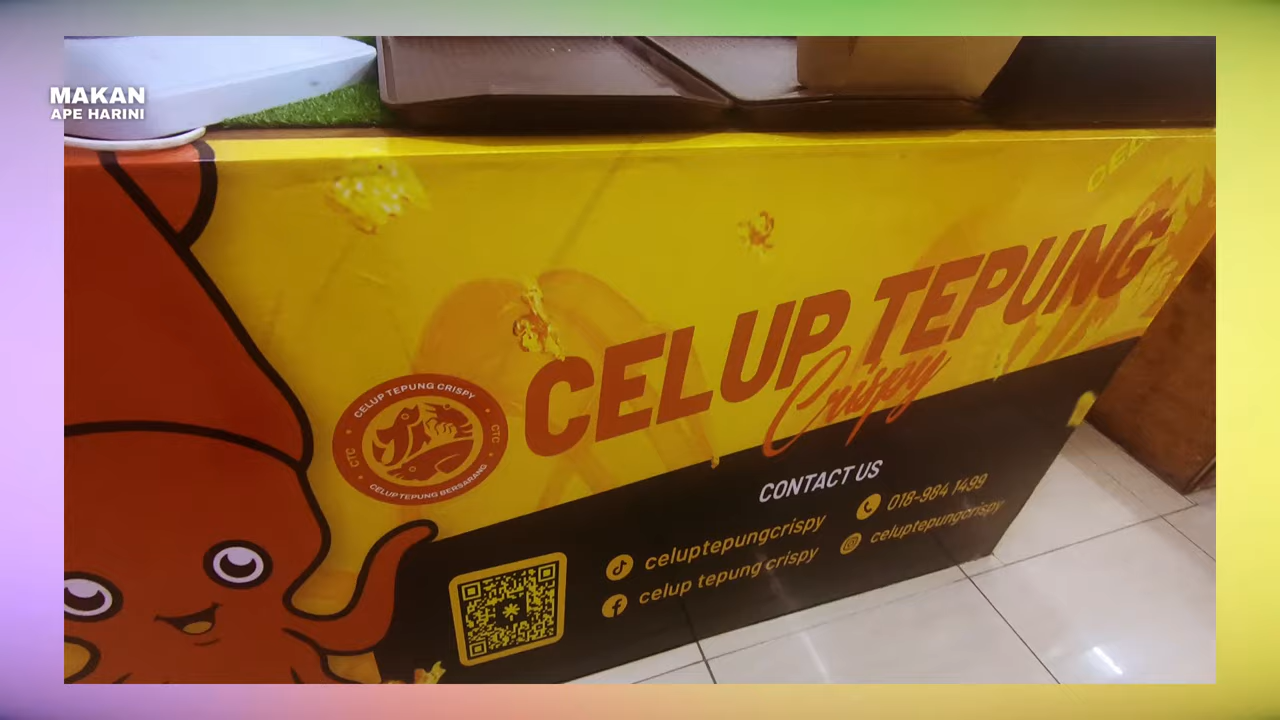 MAKAN
APE HARINI
CELUP TEPUNG
Crispy
CELUP TEPUNG CRISPY
CTC
CTC
CELUP TEPUNG BERSARANG
CONTACT US
celuptepungcrispy
018-984 1499
celup tepung crispy
celuptepungcrispy